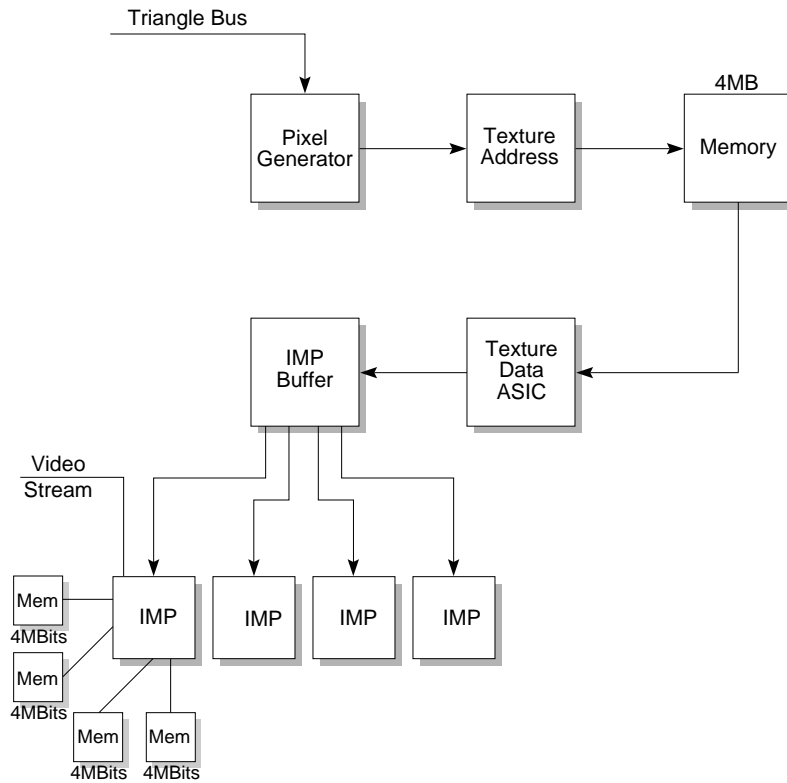 Triangle Bus
4MB
Pixel
Generator
Texture
Address
Memory
IMP
Buffer
Texture
Data
ASIC
Video
Stream
Mem
4MBits
IMP
IMP
IMP
IMP
Mem
4MBits
Mem
4MBits
Mem
4MBits